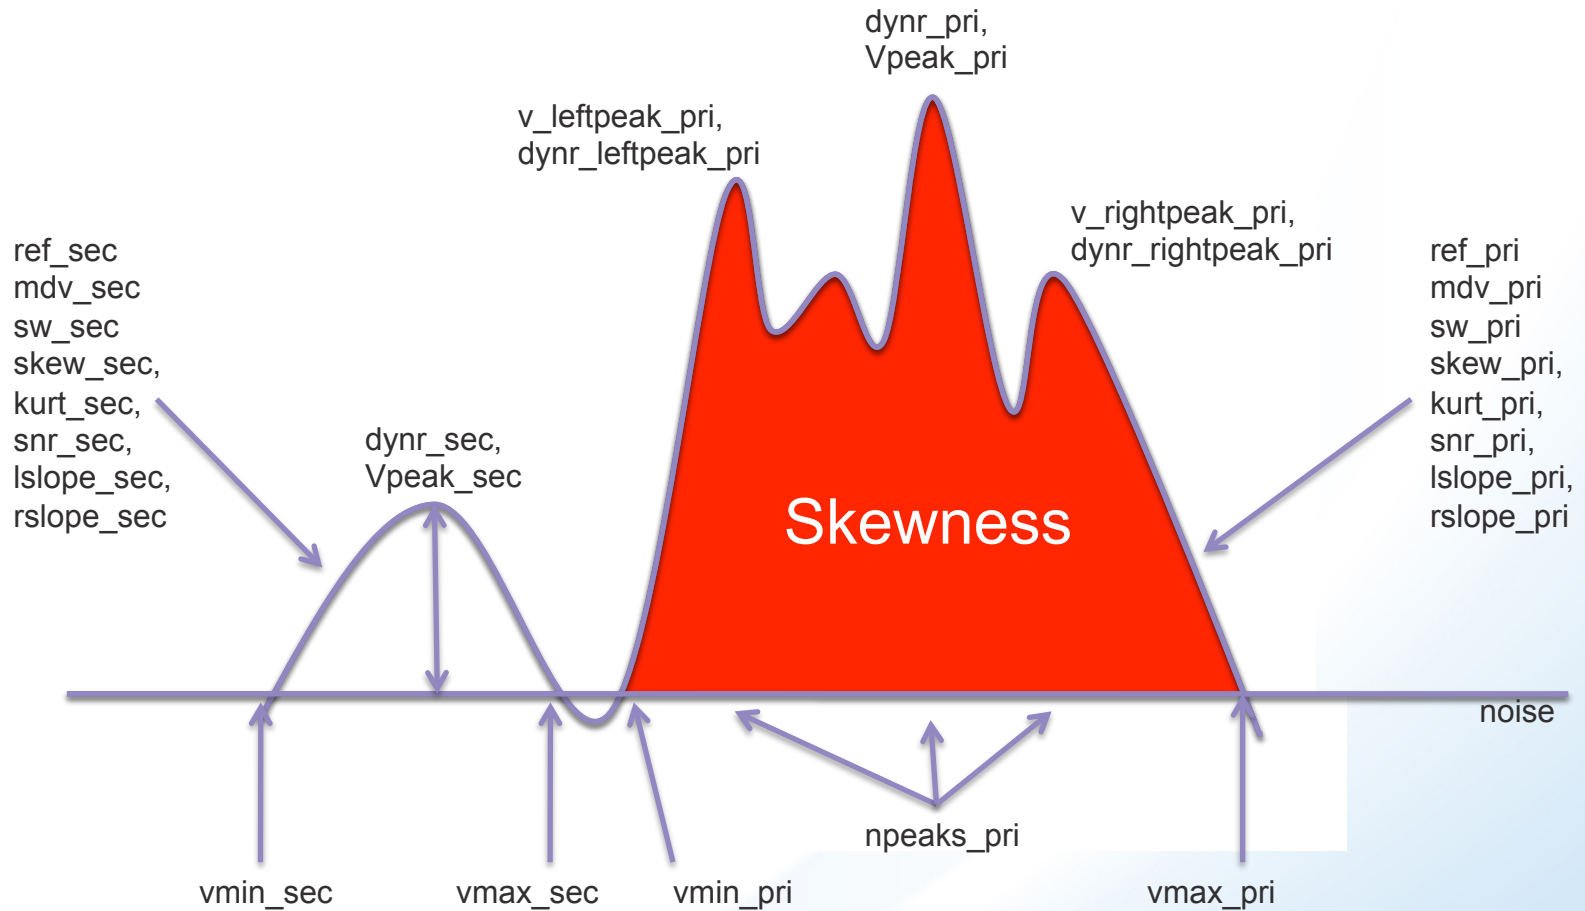 dynr_pri,
Vpeak_pri
v_leftpeak_pri,
dynr_leftpeak_pri
v_rightpeak_pri,
dynr_rightpeak_pri
ref_sec
mdv_sec
sw_sec
skew_sec,
kurt_sec,
snr_sec,
lslope_sec,
rslope_sec
dynr_sec,
Vpeak_sec
Skewness
ref_pri
mdv_pri
sw_pri
skew_pri,
kurt_pri,
snr_pri,
lslope_pri,
rslope_pri
noise
npeaks_pri
vmin_sec
vmax_sec
vmin_pri
vmax_pri